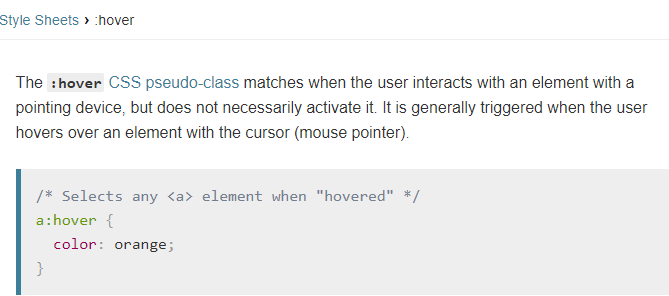 Style Sheets › :hover
The :hover CSS pseudo-class matches when the user interacts with an element with a
pointing device, but does not necessarily activate it. It is generally triggered when the user
hovers over an element with the cursor (mouse pointer).
/* Selects any <a> element when "hovered" */
a:hover {
  color: orange;
}